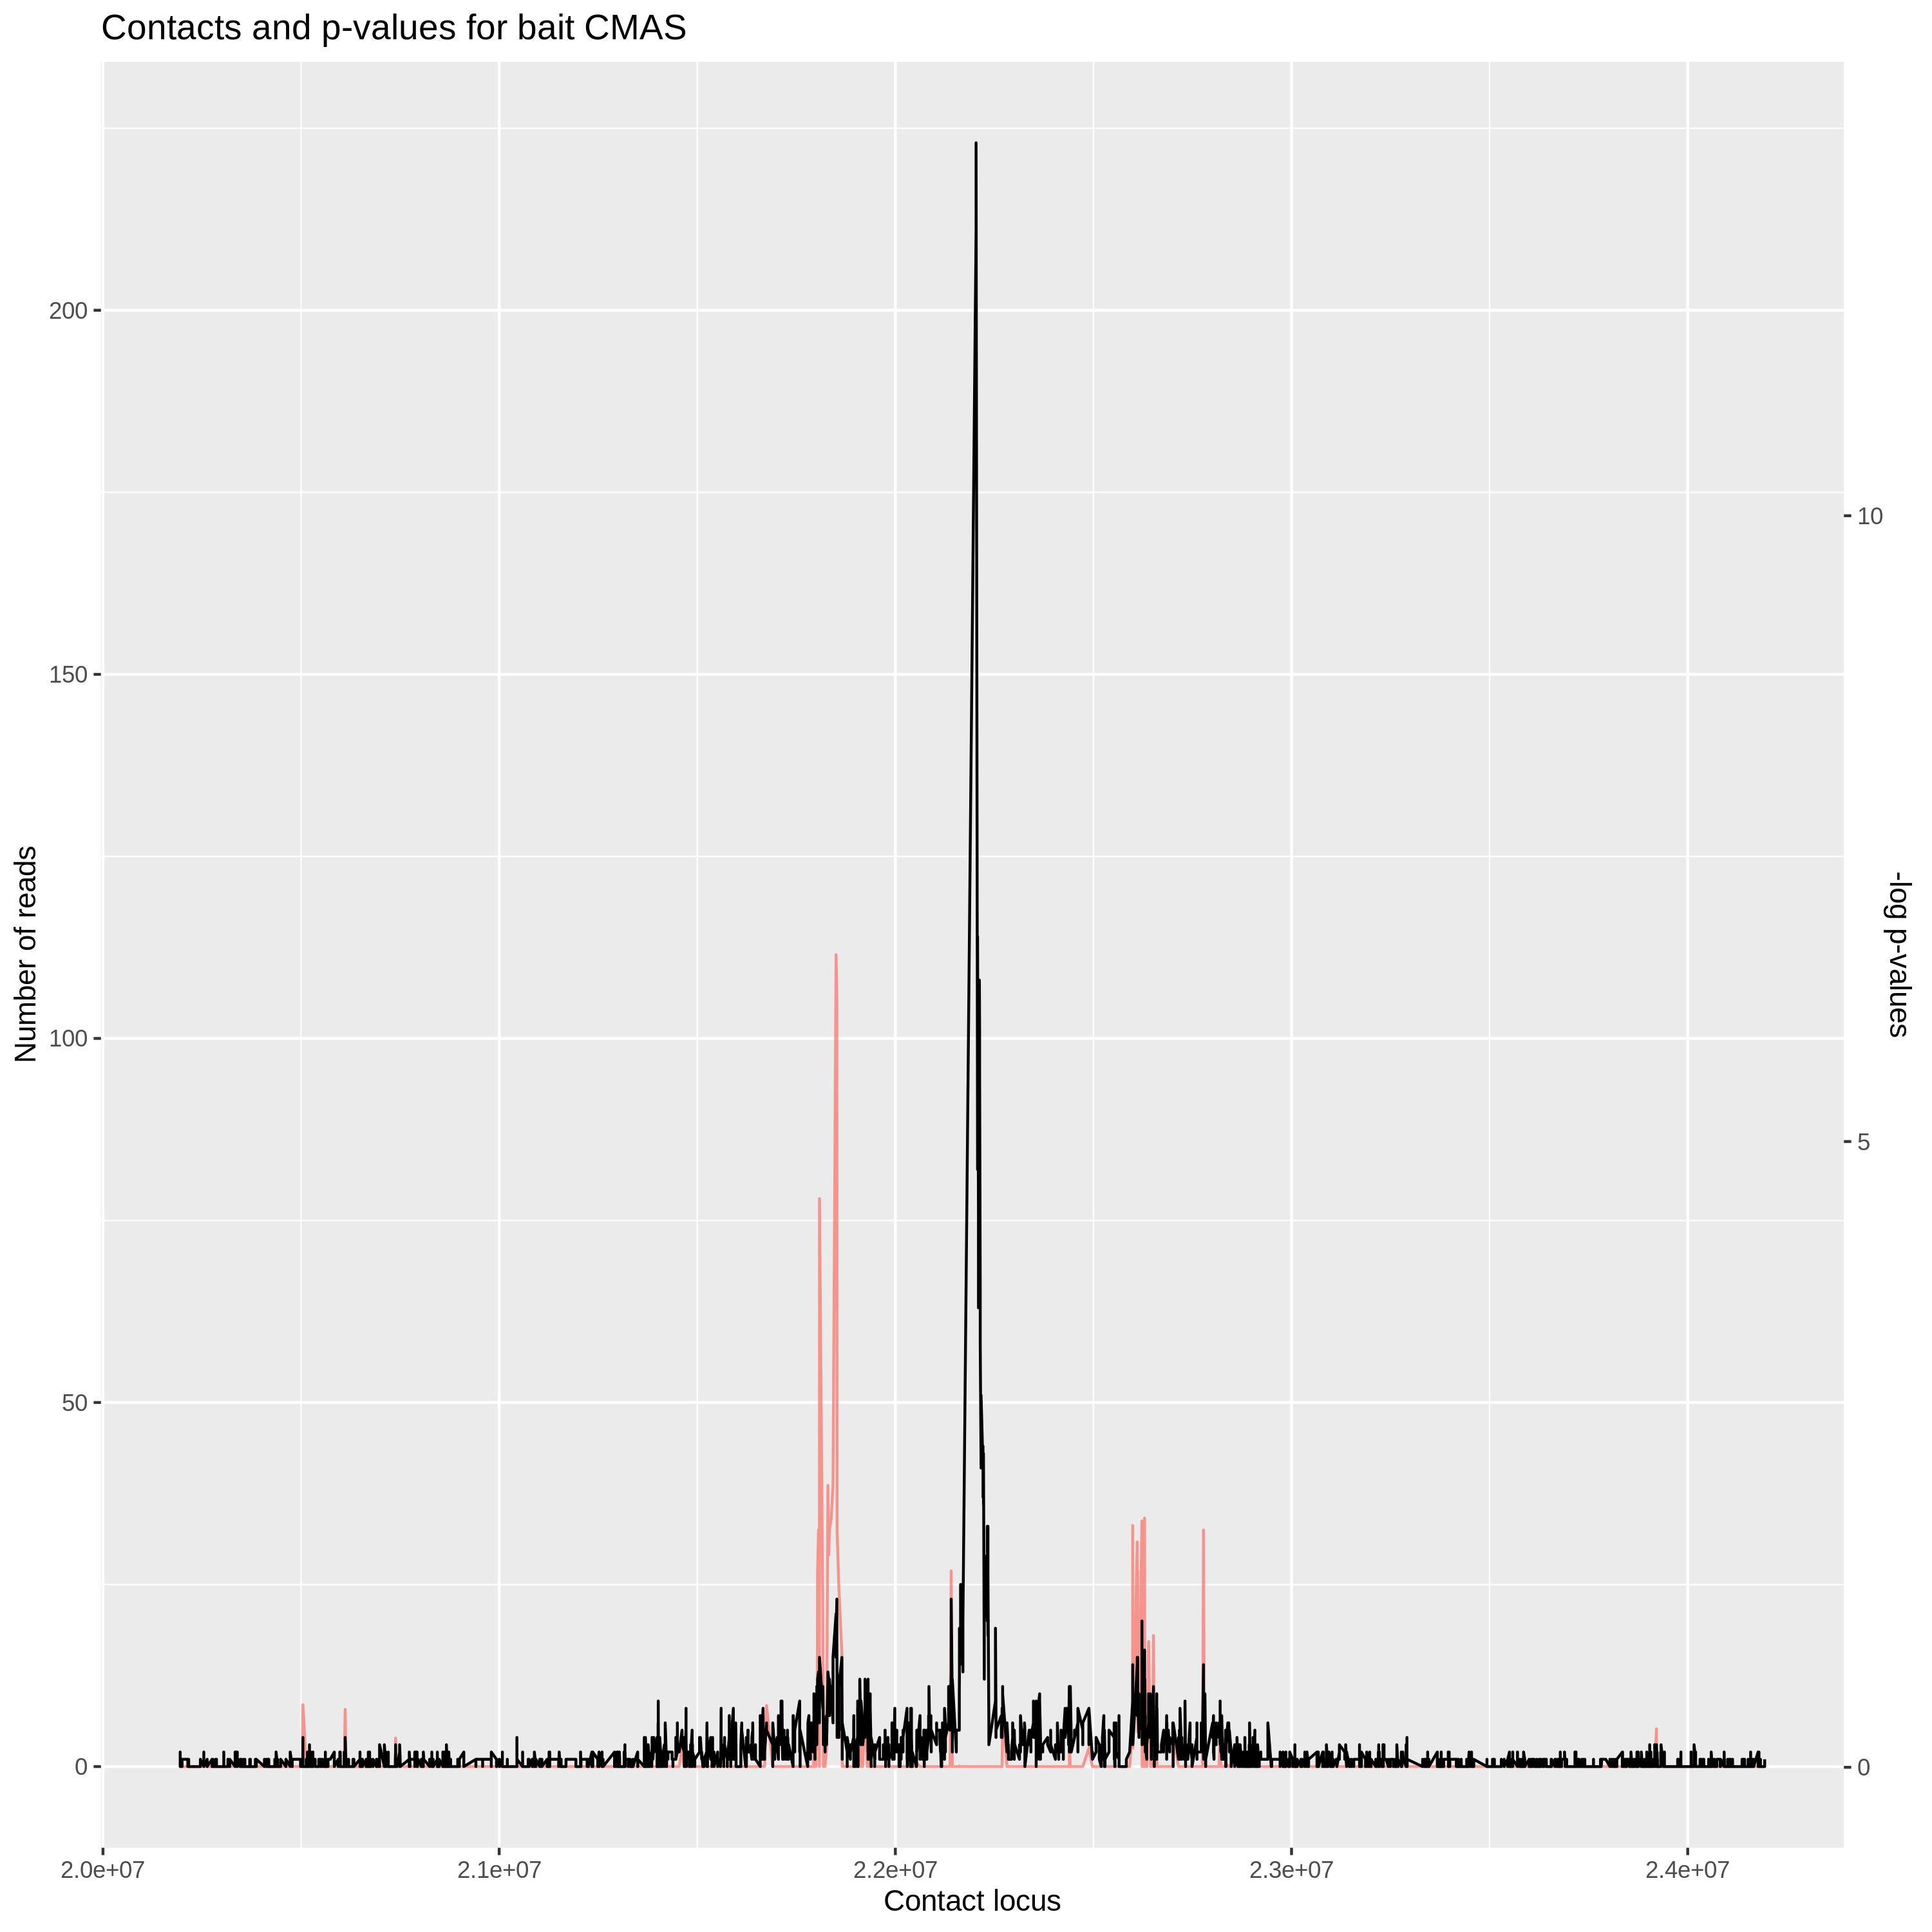 Contacts and p-values for bait CMAS
Number of reads
200
150
100
50
0
10
5
0
-log p-values
2.0e+07
2.1e+07
2.2e+07
2.3e+07
2.4e+07
Contact locus